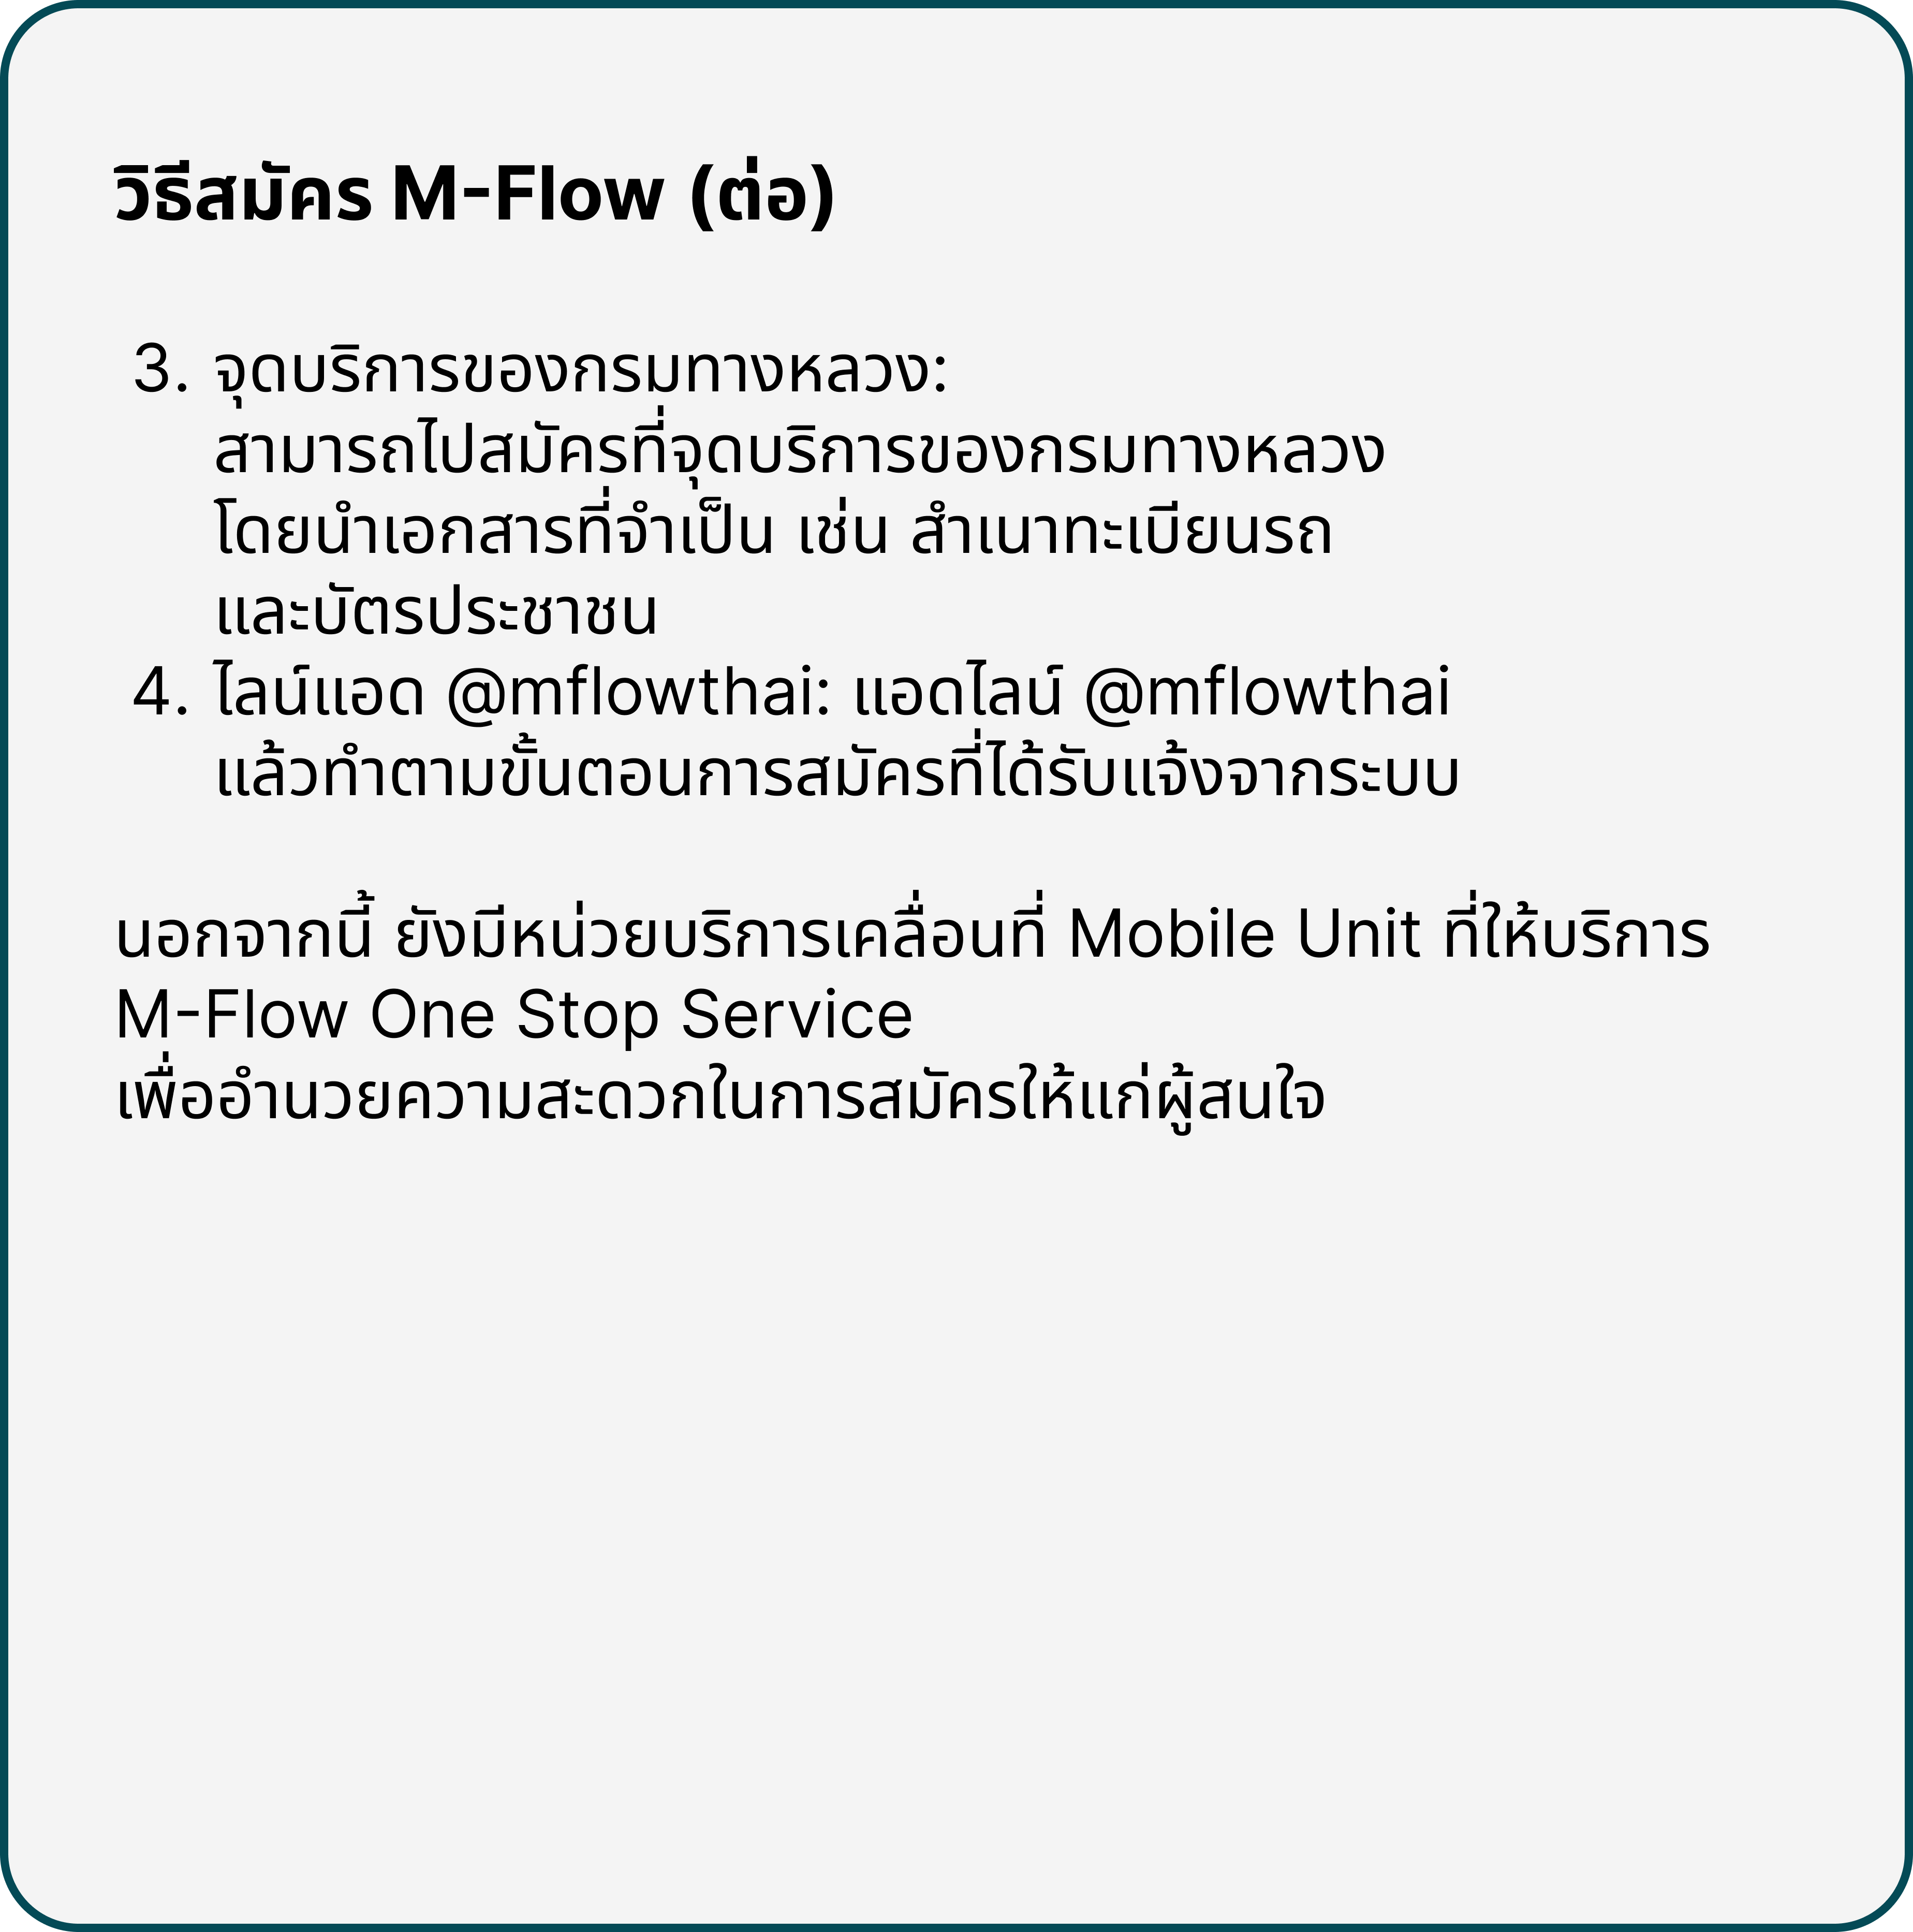 วิธีสมัคร M-Flow (ต่อ)
3. จุดบริการของกรมทางหลวง:
สามารถไปสมัครที่จุดบริการของกรมทางหลวง
โดยนำเอกสารที่จำเป็น เช่น สำเนาทะเบียนรถ
และบัตรประชาชน
4. ไลน์แอด @mflowthai: แอดไลน์ @mflowthai
แล้วทำตามขั้นตอนการสมัครที่ได้รับแจ้งจากระบบ
นอกจากนี้ ยังมีหน่วยบริการเคลื่อนที่ Mobile Unit ที่ให้บริการ
M-Flow One Stop Service
เพื่ออำนวยความสะดวกในการสมัครให้แก่ผู้สนใจ